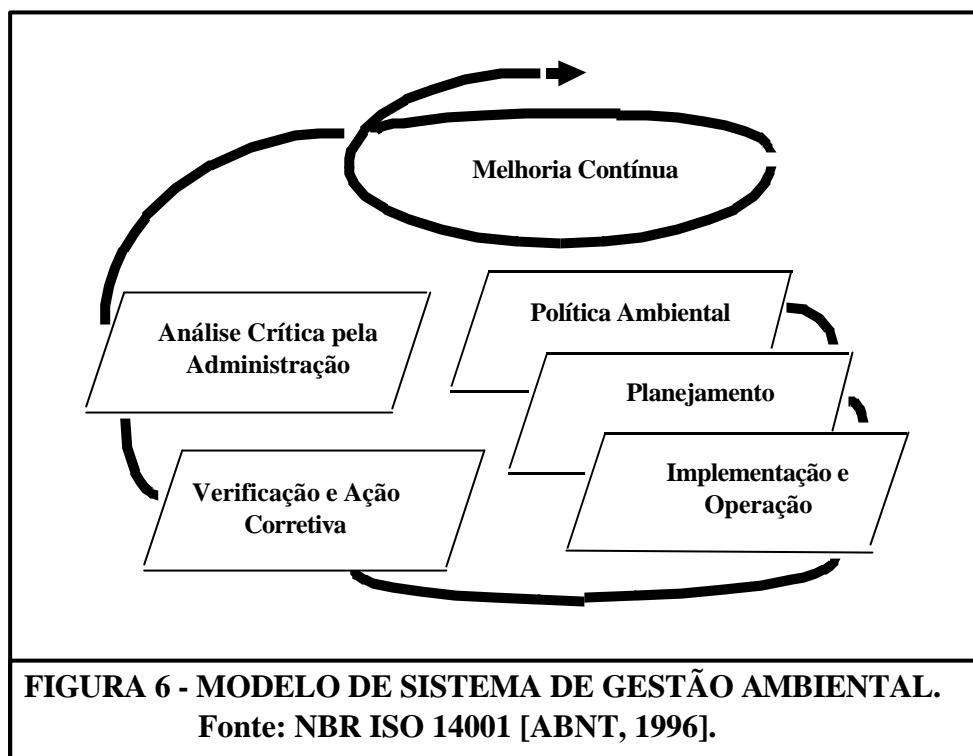 Melhoria Contínua
Política Ambiental
Planejamento
Implementação e
Operação
Verificação e Ação
Corretiva
Análise Crítica pela
Administração
FIGURA 6 - MODELO DE SISTEMA DE GESTÃO AMBIENTAL.
Fonte: NBR ISO 14001 [ABNT, 1996].